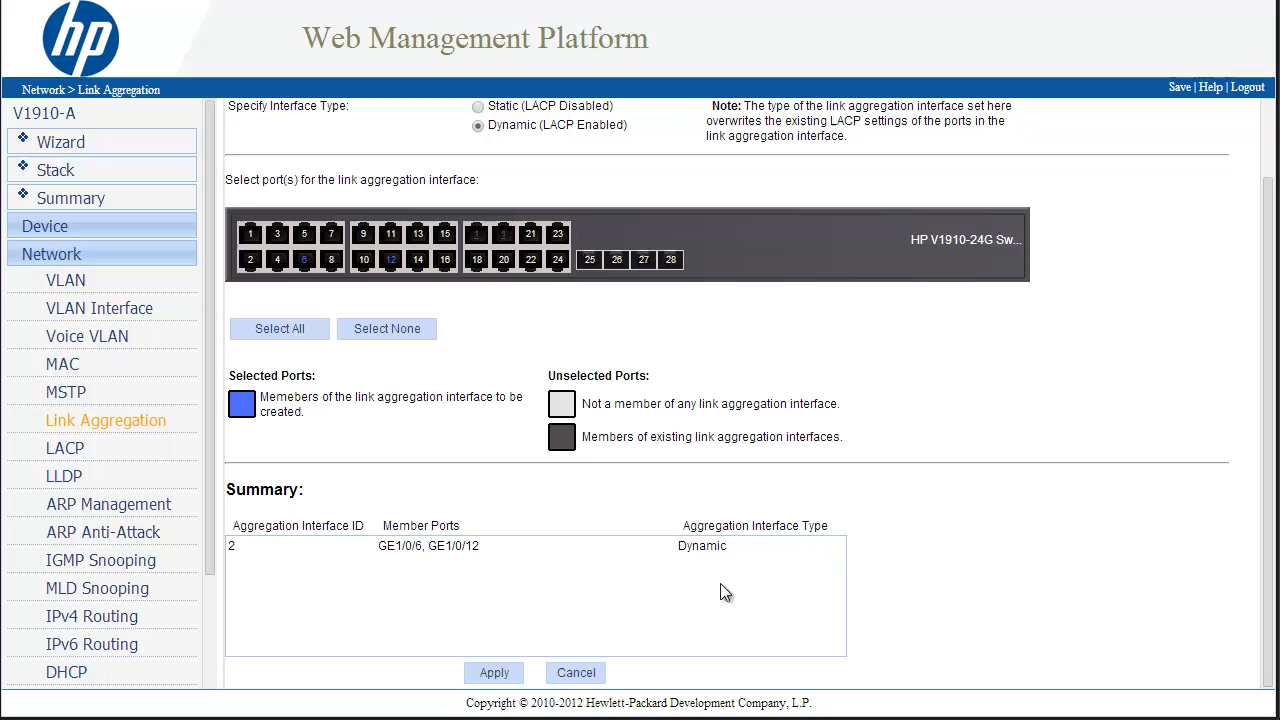 hp
Web Management Platform
Network > Link Aggregation
Save | Help | Logout
V1910-A
Wizard
Stack
Summary
Device
Network
VLAN
VLAN Interface
Voice VLAN
MAC
MSTP
Link Aggregation
LACP
LLDP
ARP Management
ARP Anti-Attack
IGMP Snooping
MLD Snooping
IPv4 Routing
IPv6 Routing
DHCP
Specify Interface Type:
Static (LACP Disabled)
Dynamic (LACP Enabled)
Note: The type of the link aggregation interface set here
overwrites the existing LACP settings of the ports in the
link aggregation interface.
Select port(s) for the link aggregation interface:
1 3 5 7 9 11 13 15 21 23
2 4 6 8 10 12 14 16 18 20 22 24 25 26 27 28
HP V1910-24G Sw...
Select All
Select None
Selected Ports:
Memebers of the link aggregation interface to be
created.
Unselected Ports:
Not a member of any link aggregation interface.
Members of existing link aggregation interfaces.
Summary:
Aggregation Interface ID Member Ports Aggregation Interface Type
2 GE1/0/6, GE1/0/12 Dynamic
Apply
Cancel
Copyright © 2010-2012 Hewlett-Packard Development Company, L.P.